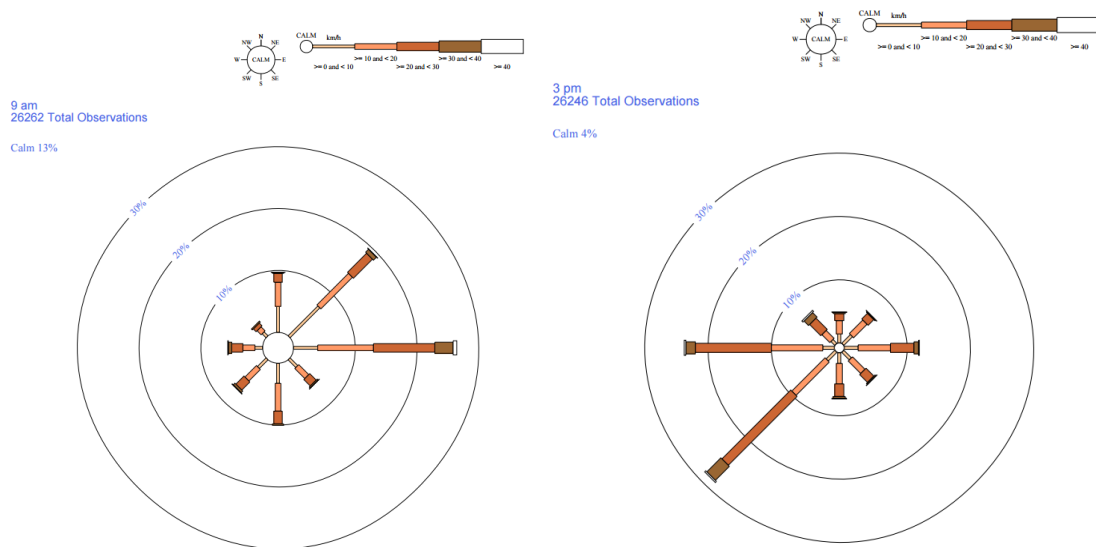 N
NW NE
W CALM E
SW SE
S
CALM km/h
>= 10 and < 20 >= 30 and < 40
>= 0 and < 10 >= 20 and < 30 >= 40
9 am
26262 Total Observations
Calm 13%
30%
20%
10%
N
NW NE
W CALM E
SW SE
S
CALM km/h
>= 10 and < 20 >= 30 and < 40
>= 0 and < 10 >= 20 and < 30 >= 40
3 pm
26246 Total Observations
Calm 4%
30%
20%
10%